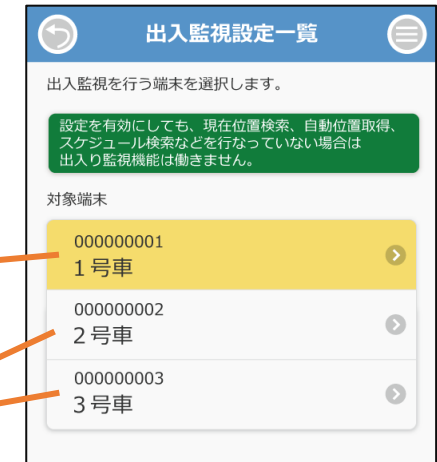 出入監視設定一覧
出入監視を行う端末を選択します。
設定を有効にしても、現在位置検索、自動位置取得、
スケジュール検索などを行なっていない場合は
出入り監視機能は働きません。
対象端末
000000001
1号車
000000002
2号車
000000003
3号車